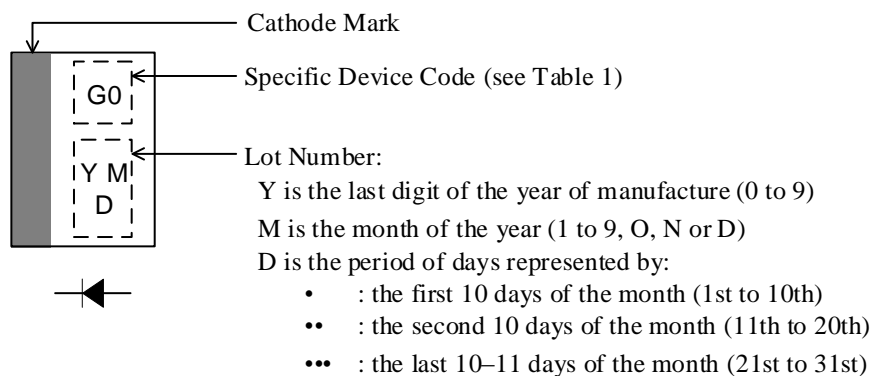 Cathode Mark
Specific Device Code (see Table 1)
G0
Lot Number:
Y M
D
Y is the last digit of the year of manufacture (0 to 9)
M is the month of the year (1 to 9, O, N or D)
D is the period of days represented by:
• : the first 10 days of the month (1st to 10th)
•• : the second 10 days of the month (11th to 20th)
••• : the last 10–11 days of the month (21st to 31st)